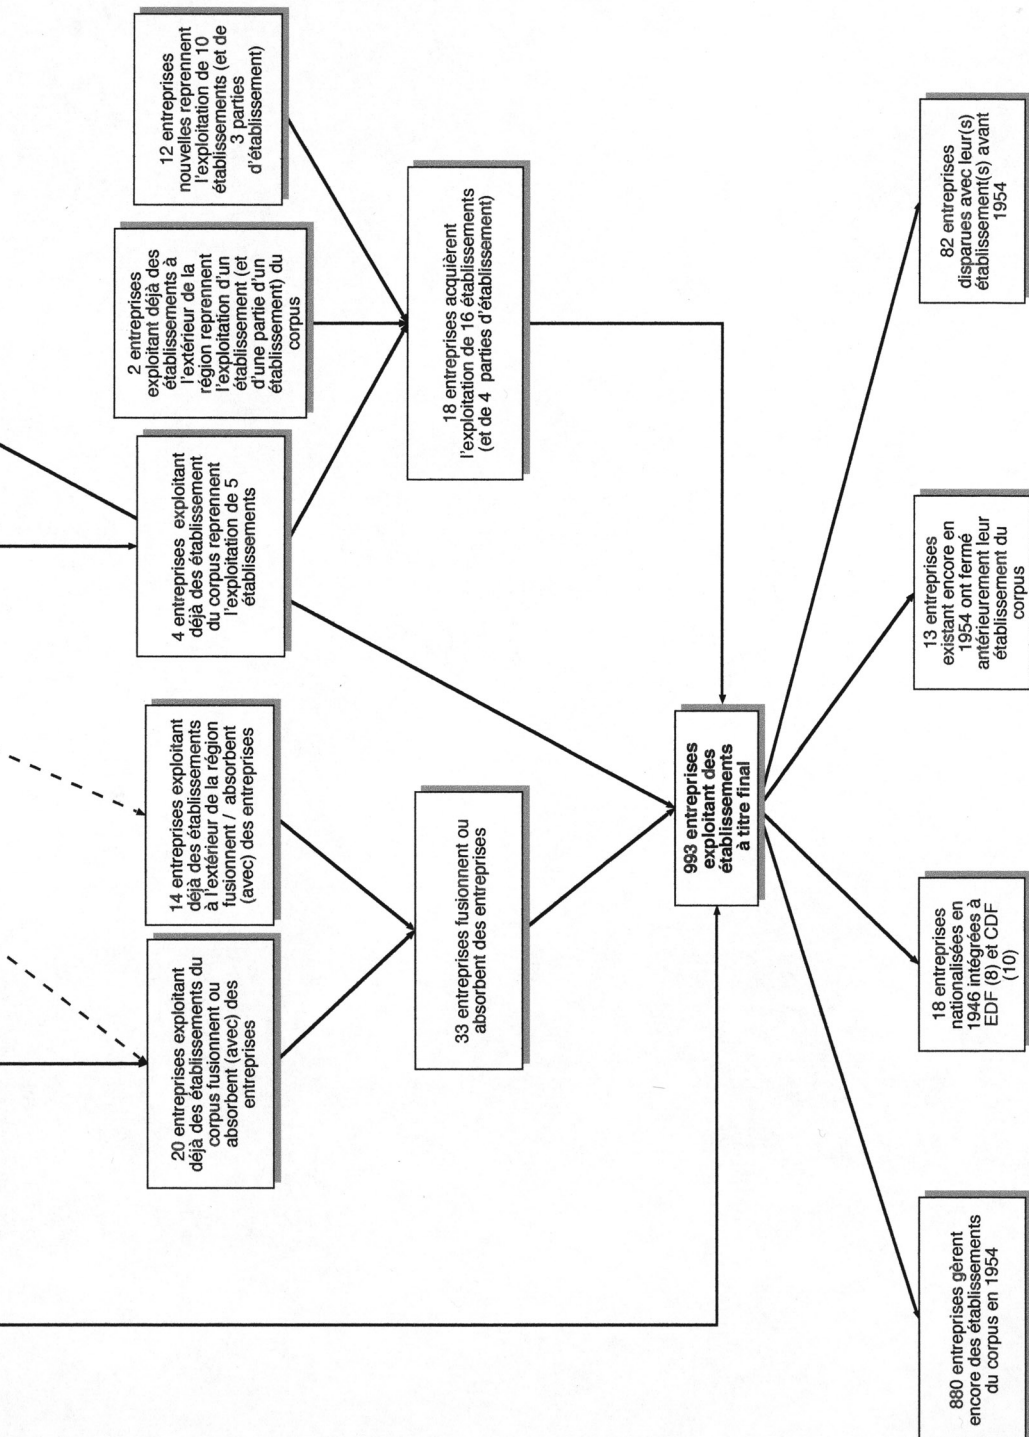 12 entreprises
nouvelles reprennent
l'exploitation de 10
établissements (et de
3 parties
d'établissement)
2 entreprises
exploitant déjà des
établissements à
l'extérieur de la
région reprennent
l'exploitation d'un
établissement (et
d'une partie d'un
établissement) du
corpus
4 entreprises exploitant
déjà des établissement
du corpus reprennent
l'exploitation de 5
établissements
14 entreprises exploitant
déjà des établissements
à l'extérieur de la région
fusionnent / absorbent
(avec) des entreprises
20 entreprises exploitant
déjà des établissements du
corpus fusionnent ou
absorbent (avec) des
entreprises
18 entreprises acquièrent
l'exploitation de 16 établissements
(et de 4 parties d'établissement)
33 entreprises fusionnent ou
absorbent des entreprises
993 entreprises
exploitant des
établissements
à titre final
82 entreprises
disparues avec leur(s)
établissement(s) avant
1954
13 entreprises
existant encore en
1954 ont fermé
antérieurement leur
établissement du
corpus
18 entreprises
nationalisées en
1946 intégrées à
EDF (8) et CDF
(10)
880 entreprises gèrent
encore des établissements
du corpus en 1954